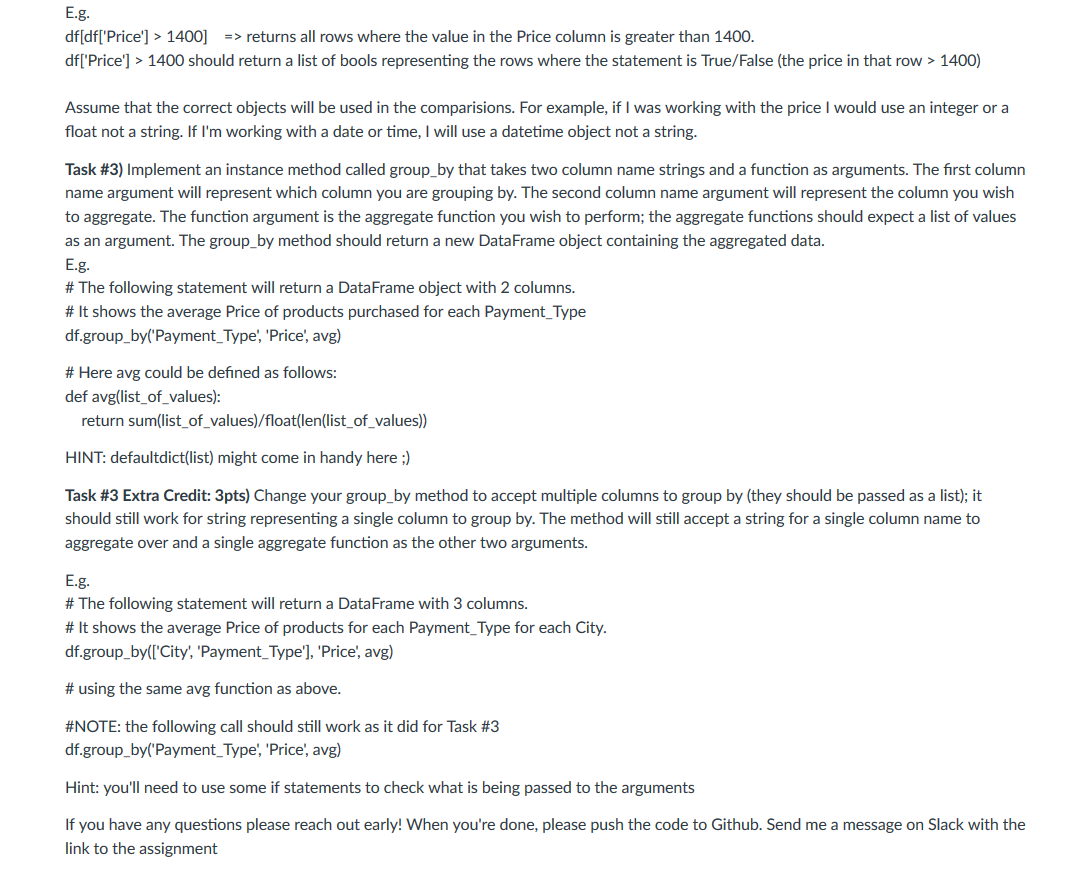 E.g.
df[df['Price'] > 1400]    => returns all rows where the value in the Price column is greater than 1400.
df['Price'] > 1400 should return a list of bools representing the rows where the statement is True/False (the price in that row > 1400)
Assume that the correct objects will be used in the comparisions. For example, if I was working with the price I would use an integer or a
float not a string. If I'm working with a date or time, I will use a datetime object not a string.
Task #3) Implement an instance method called group_by that takes two column name strings and a function as arguments. The first column
name argument will represent which column you are grouping by. The second column name argument will represent the column you wish
to aggregate. The function argument is the aggregate function you wish to perform; the aggregate functions should expect a list of values
as an argument. The group_by method should return a new DataFrame object containing the aggregated data.
E.g.
# The following statement will return a DataFrame object with 2 columns.
# It shows the average Price of products purchased for each Payment_Type
df.group_by('Payment_Type', 'Price', avg)
# Here avg could be defined as follows:
def avg(list_of_values):
    return sum(list_of_values)/float(len(list_of_values))
HINT: defaultdict(list) might come in handy here ;)
Task #3 Extra Credit: 3pts) Change your group_by method to accept multiple columns to group by (they should be passed as a list); it
should still work for string representing a single column to group by. The method will still accept a string for a single column name to
aggregate over and a single aggregate function as the other two arguments.
E.g.
# The following statement will return a DataFrame with 3 columns.
# It shows the average Price of products for each Payment_Type for each City.
df.group_by(['City', 'Payment_Type'], 'Price', avg)
# using the same avg function as above.
#NOTE: the following call should still work as it did for Task #3
df.group_by('Payment_Type', 'Price', avg)
Hint: you'll need to use some if statements to check what is being passed to the arguments
If you have any questions please reach out early! When you're done, please push the code to Github. Send me a message on Slack with the
link to the assignment